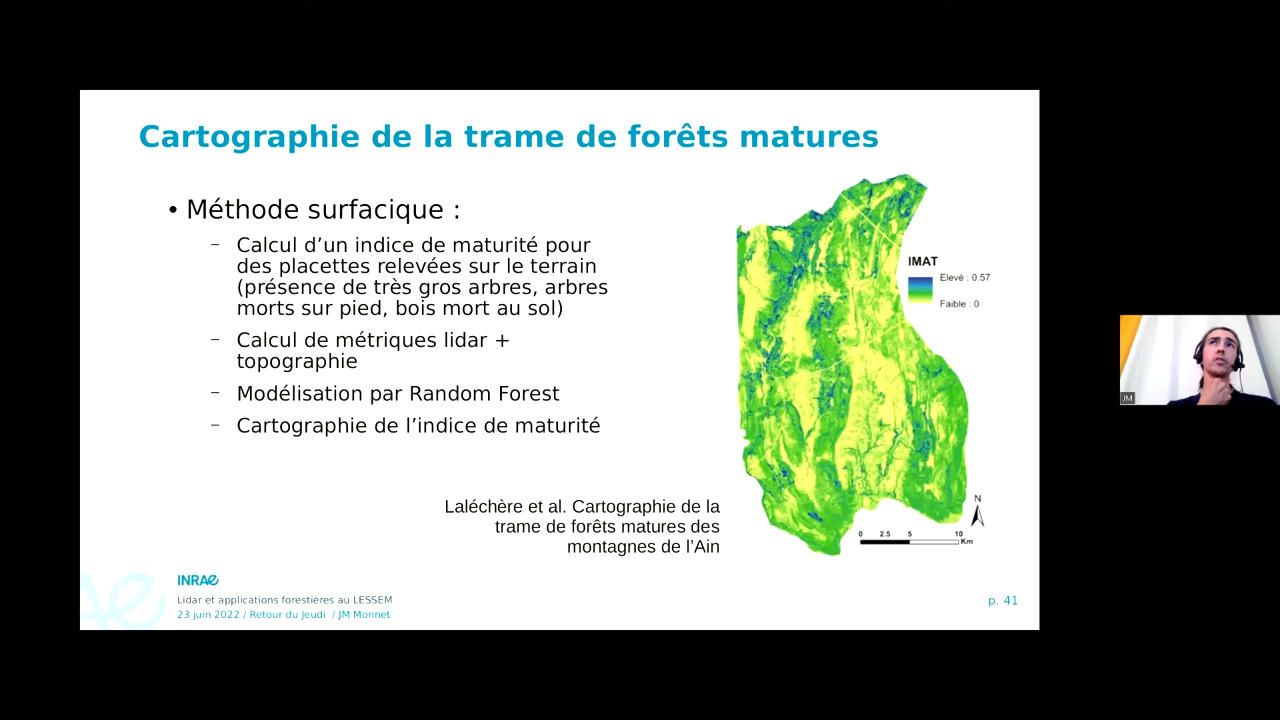 Cartographie de la trame de forêts matures
• Méthode surfacique :
– Calcul d’un indice de maturité pour
des placettes relevées sur le terrain
(présence de très gros arbres, arbres
morts sur pied, bois mort au sol)
– Calcul de métriques lidar +
topographie
– Modélisation par Random Forest
– Cartographie de l’indice de maturité
IMAT
Elevé : 0.57
Faible : 0
N
0 2.5 5 10
Km
Laléchère et al. Cartographie de la
trame de forêts matures des
montagnes de l’Ain
INRAE
Lidar et applications forestières au LESSEM
23 juin 2022 / Retour du Jeudi / JM Monnet
p. 41
JM